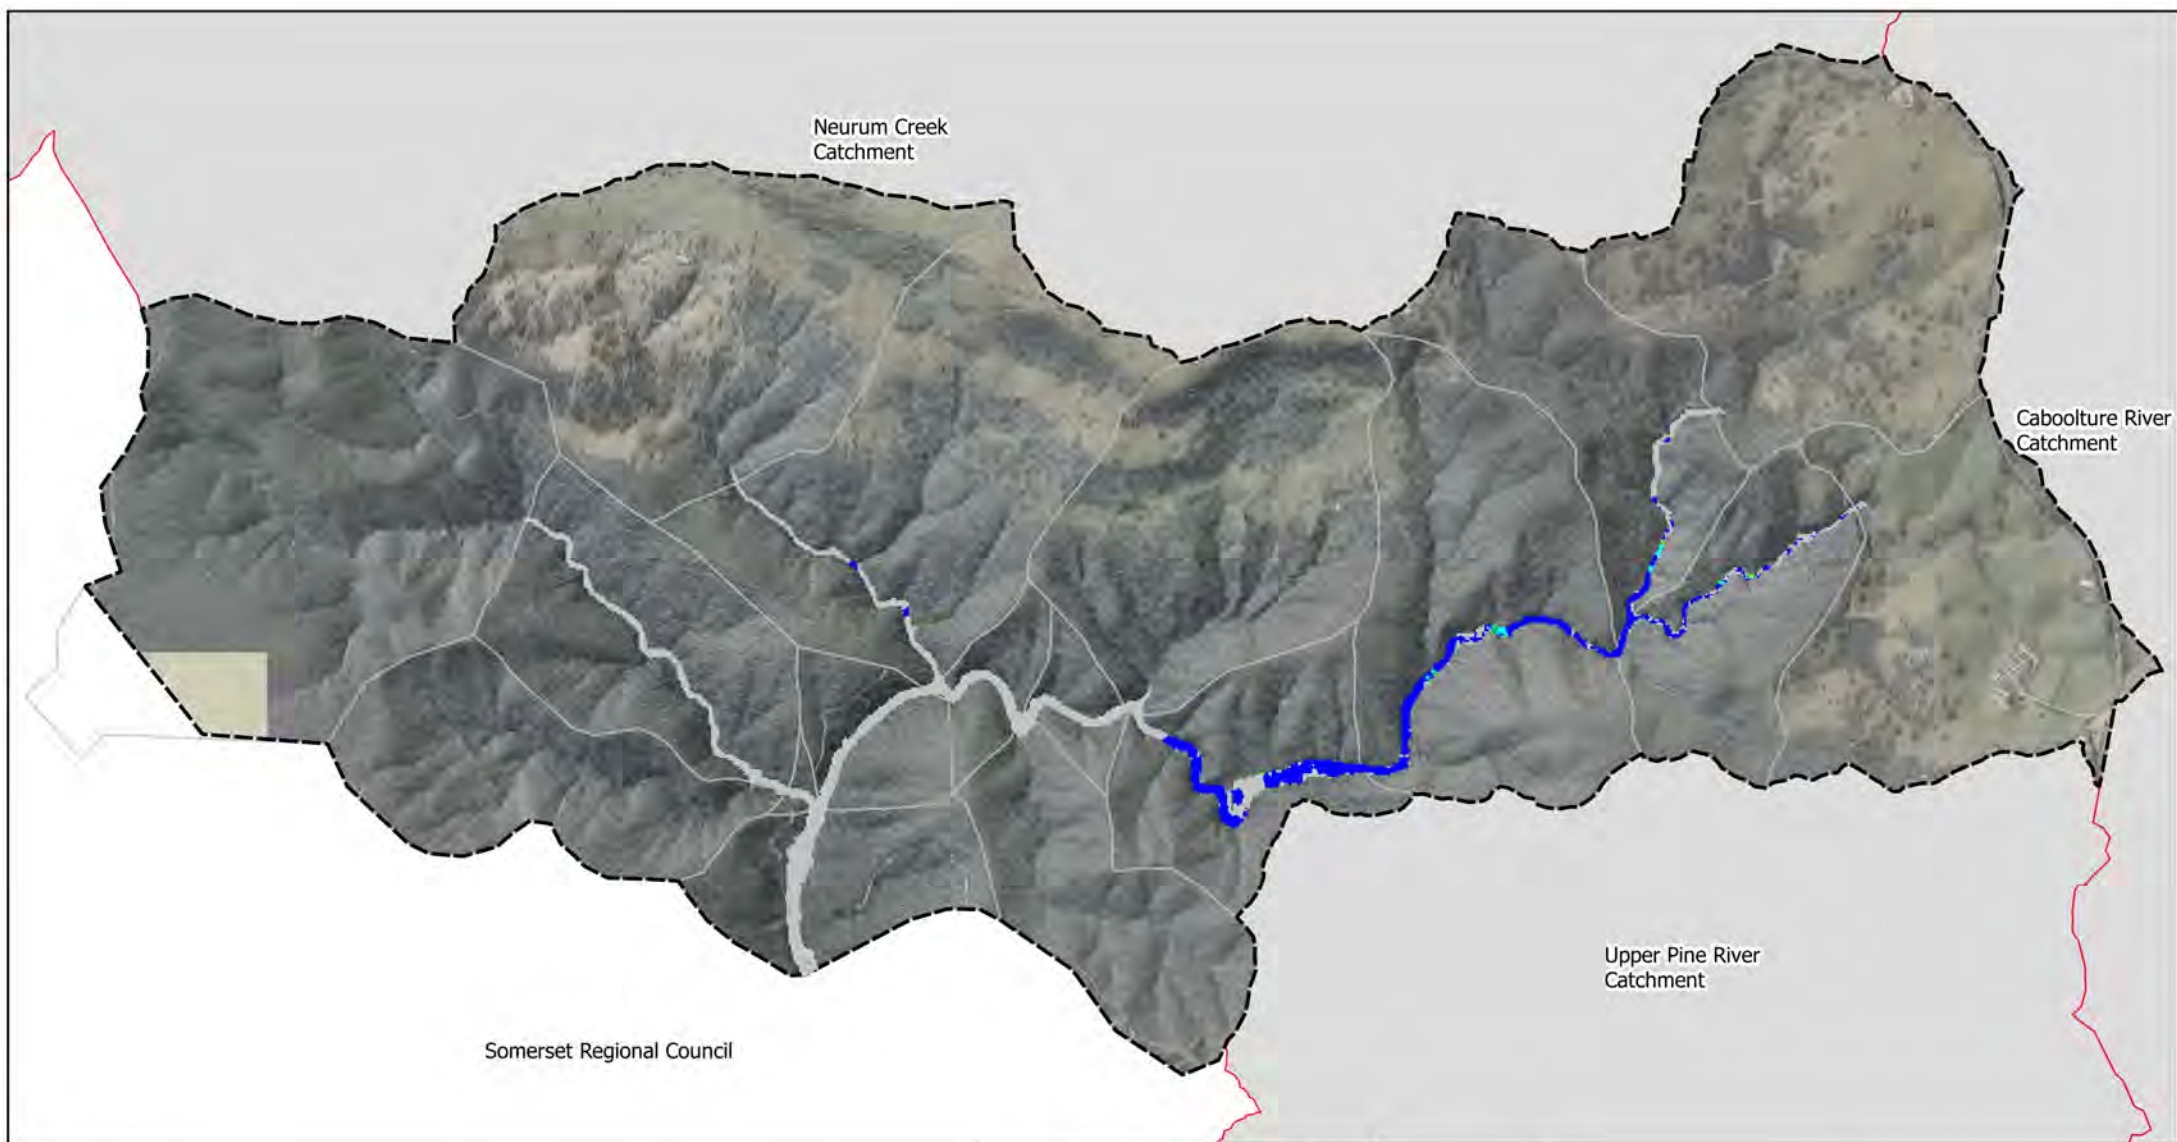 Neurum Creek
Catchment
Caboolture River
Catchment
Upper Pine River
Catchment
Somerset Regional Council